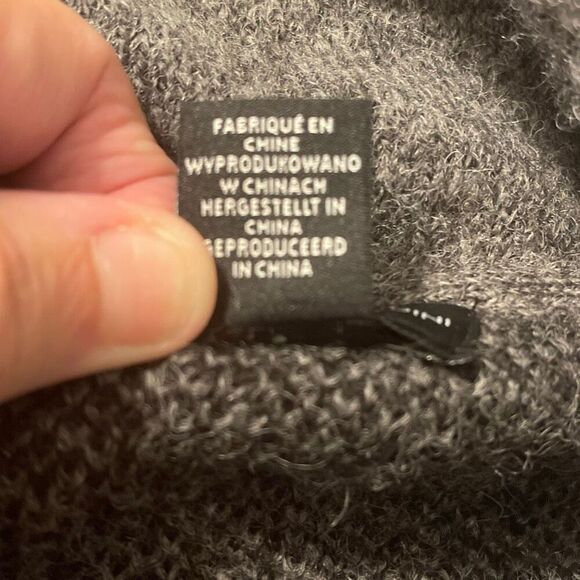 FABRIQUÉ EN
CHINE
WYPRODUKOWANO
W CHINACH
HERGESTELLT IN
CHINA
GEPRODUCEERD
IN CHINA